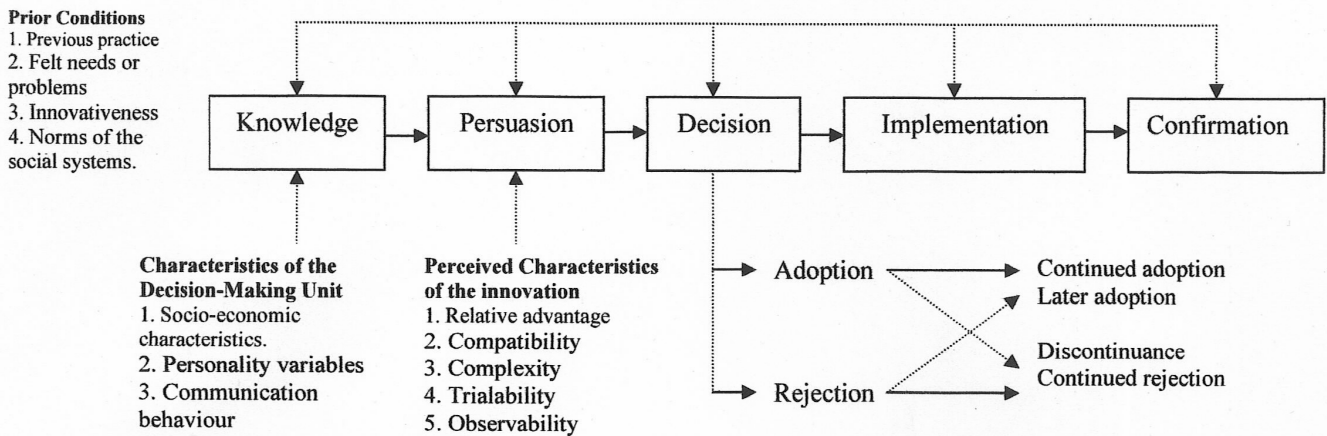 Prior Conditions
1. Previous practice
2. Felt needs or
problems
3. Innovativeness
4. Norms of the
social systems.
Knowledge
Persuasion
Decision
Implementation
Confirmation
Characteristics of the
Decision-Making Unit
1. Socio-economic
characteristics.
2. Personality variables
3. Communication
behaviour
Perceived Characteristics
of the innovation
1. Relative advantage
2. Compatibility
3. Complexity
4. Trialability
5. Observability
Adoption
Rejection
Continued adoption
Later adoption
Discontinuance
Continued rejection